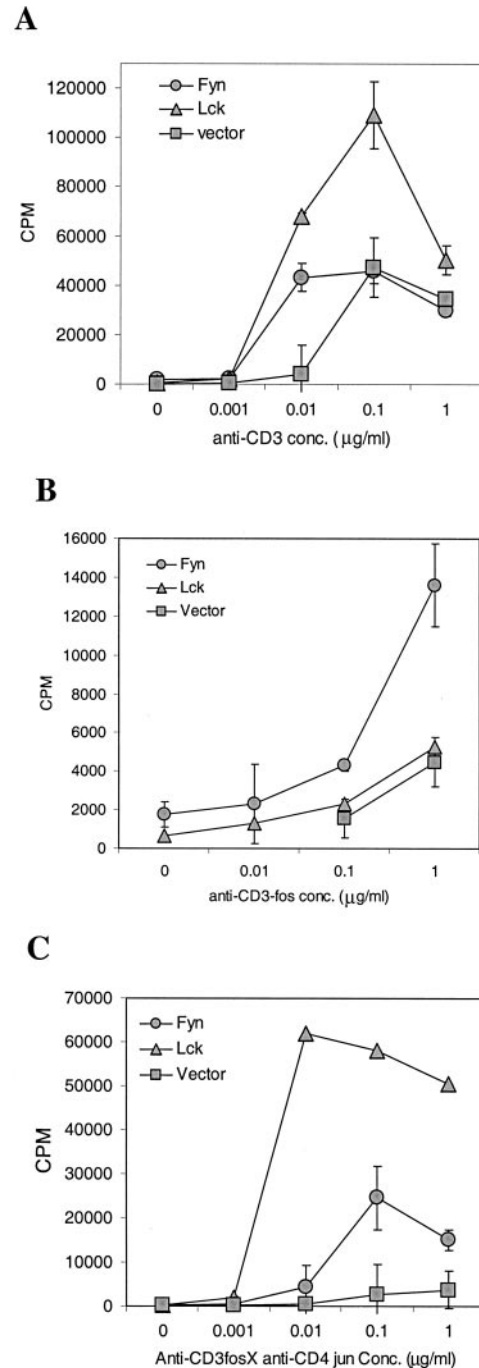 A
120000
100000
80000
60000
40000
20000
0
CPM
Fyn
Lck
vector
0 0.001 0.01 0.1 1
anti-CD3 conc. ( μg/ml)
B
16000
14000
12000
10000
8000
6000
4000
2000
0
CPM
Fyn
Lck
Vector
0 0.01 0.1 1
anti-CD3-fos conc. (μg/ml)
C
70000
60000
50000
40000
30000
20000
10000
0
CPM
Fyn
Lck
Vector
0 0.001 0.01 0.1 1
Anti-CD3fosX anti-CD4 jun Conc. (μg/ml)